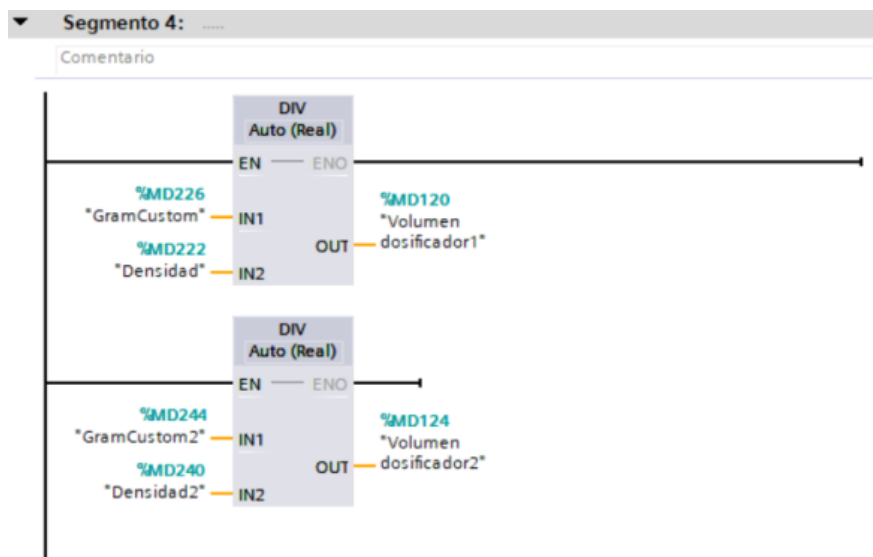 Segmento 4: .....
Comentario
DIV
Auto (Real)
EN ENO
%MD226
"GramCustom" IN1
%MD222
"Densidad" IN2
OUT
%MD120
"Volumen
dosificador1"
DIV
Auto (Real)
EN ENO
%MD244
"GramCustom2" IN1
%MD240
"Densidad2" IN2
OUT
%MD124
"Volumen
dosificador2"